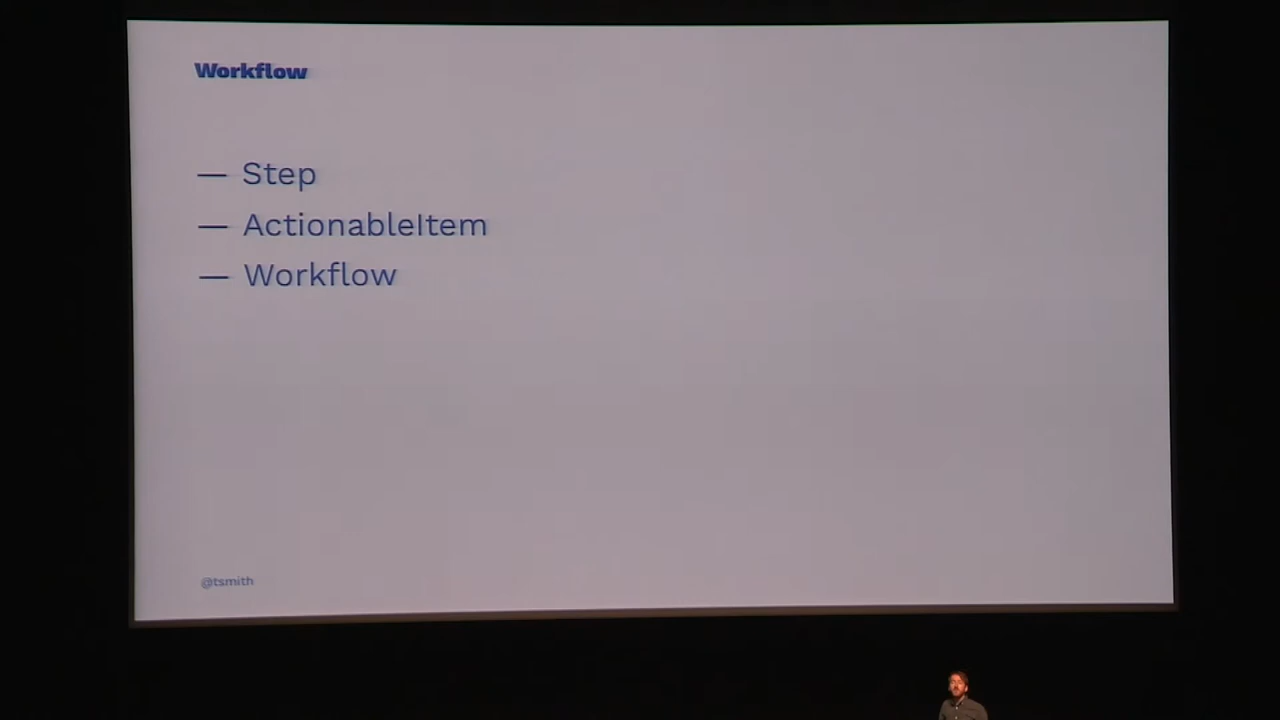 Workflow
— Step
— ActionableItem
— Workflow
@tsmith